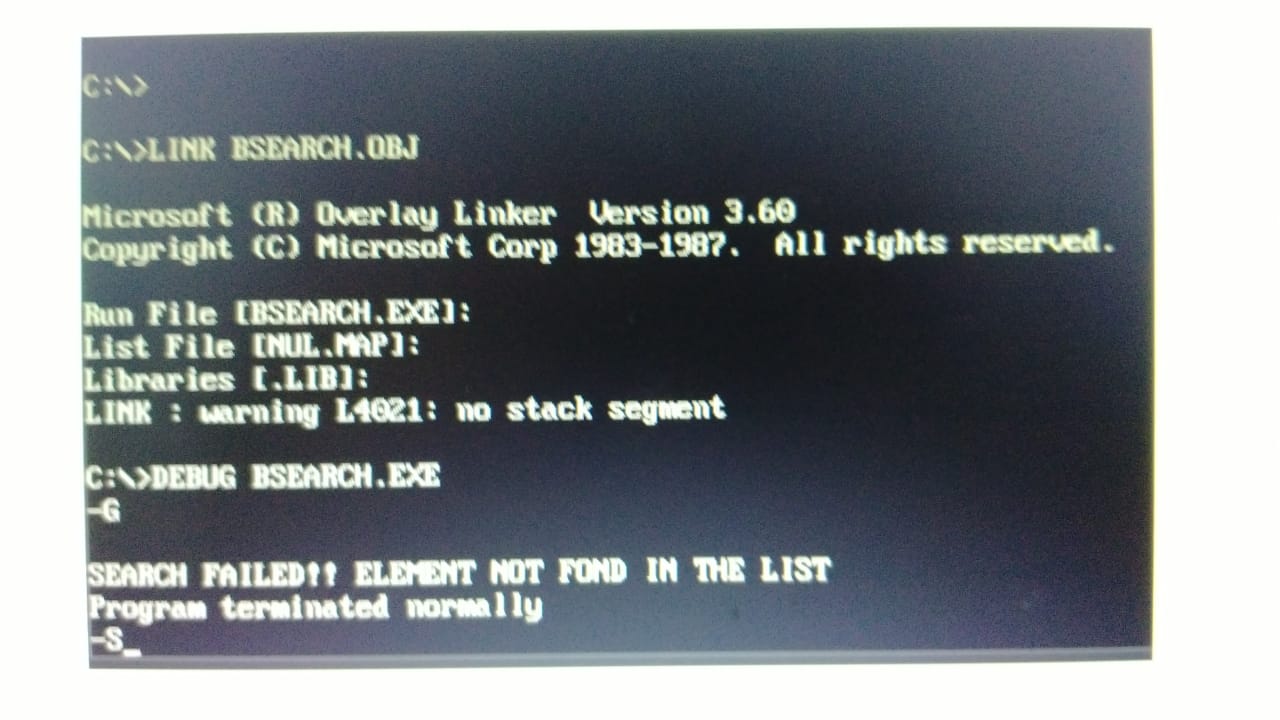 C:\>
C:\>LINK BSEARCH.OBJ
Microsoft (R) Overlay Linker  Version 3.60
Copyright (C) Microsoft Corp 1983-1987.  All rights reserved.
Run File [BSEARCH.EXE]:
List File [NUL.MAP]:
Libraries [.LIB]:
LINK : warning L4021: no stack segment
C:\>DEBUG BSEARCH.EXE
-G
SEARCH FAILED!! ELEMENT NOT FOND IN THE LIST
Program terminated normally
-S_